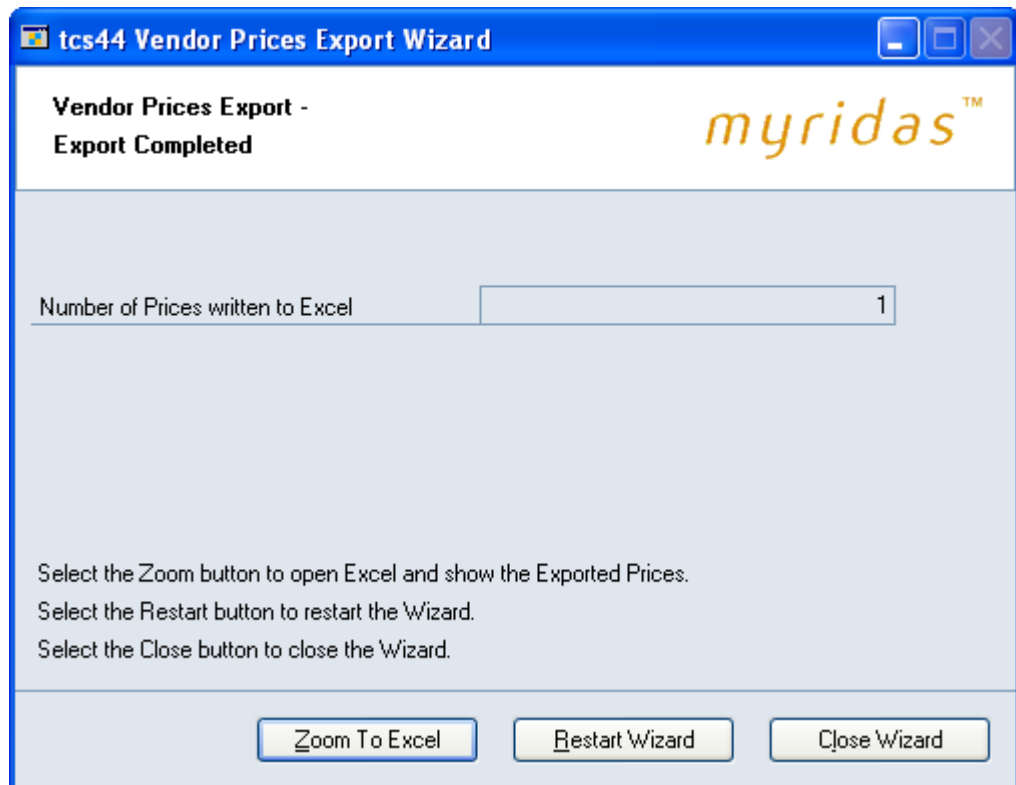 tcs44 Vendor Prices Export Wizard
Vendor Prices Export -
Export Completed
myridas™
Number of Prices written to Excel 1
Select the Zoom button to open Excel and show the Exported Prices.
Select the Restart button to restart the Wizard.
Select the Close button to close the Wizard.
Zoom To Excel Restart Wizard Close Wizard